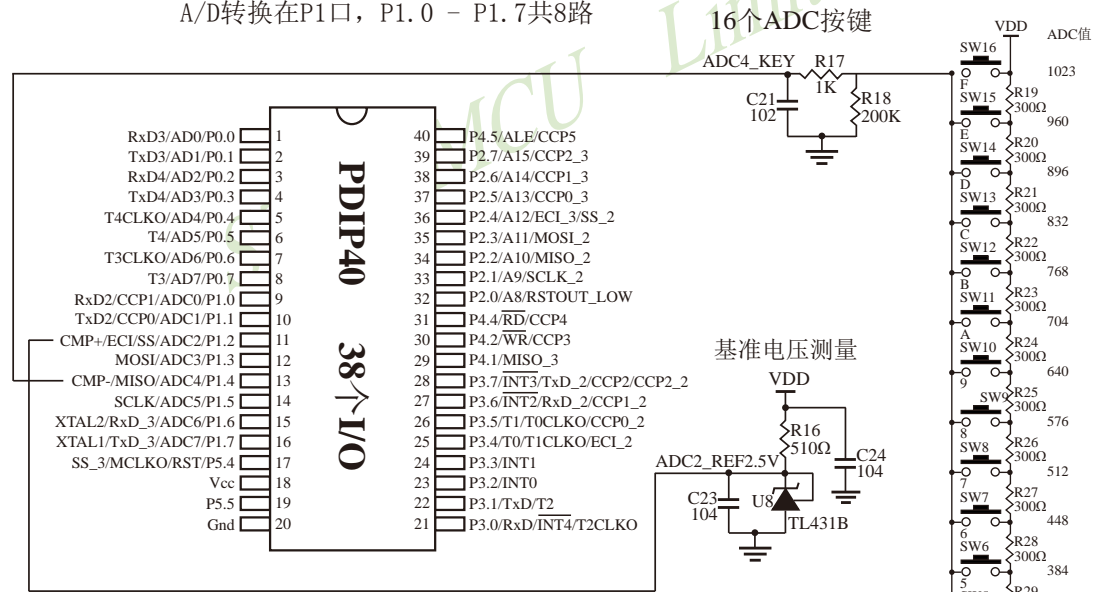 A/D转换在P1口，P1.0 - P1.7共8路
16个ADC按键
MCU Limi
VDD
ADC值
ADC4_KEY
R17
1K
C21
102
R18
200K
SW16
F
1023
R19
300Ω
SW15
E
960
R20
300Ω
SW14
D
896
R21
300Ω
SW13
C
832
R22
300Ω
SW12
B
768
R23
300Ω
SW11
A
704
R24
300Ω
SW10
9
640
R25
300Ω
SW9
8
576
R26
300Ω
SW8
7
512
R27
300Ω
SW7
6
448
R28
300Ω
SW6
5
384
R29
PDIP40 38个I/O
RxD3/AD0/P0.0 1
TxD3/AD1/P0.1 2
RxD4/AD2/P0.2 3
TxD4/AD3/P0.3 4
T4CLKO/AD4/P0.4 5
T4/AD5/P0.5 6
T3CLKO/AD6/P0.6 7
T3/AD7/P0.7 8
RxD2/CCP1/ADC0/P1.0 9
TxD2/CCP0/ADC1/P1.1 10
CMP+/ECI/SS/ADC2/P1.2 11
MOSI/ADC3/P1.3 12
CMP-/MISO/ADC4/P1.4 13
SCLK/ADC5/P1.5 14
XTAL2/RxD_3/ADC6/P1.6 15
XTAL1/TxD_3/ADC7/P1.7 16
SS_3/MCLKO/RST/P5.4 17
Vcc 18
P5.5 19
Gnd 20
40 P4.5/ALE/CCP5
39 P2.7/A15/CCP2_3
38 P2.6/A14/CCP1_3
37 P2.5/A13/CCP0_3
36 P2.4/A12/ECI_3/SS_2
35 P2.3/A11/MOSI_2
34 P2.2/A10/MISO_2
33 P2.1/A9/SCLK_2
32 P2.0/A8/RSTOUT_LOW
31 P4.4/RD/CCP4
30 P4.2/WR/CCP3
29 P4.1/MISO_3
28 P3.7/INT3/TxD_2/CCP2/CCP2_2
27 P3.6/INT2/RxD_2/CCP1_2
26 P3.5/T1/T0CLKO/CCP0_2
25 P3.4/T0/T1CLKO/ECI_2
24 P3.3/INT1
23 P3.2/INT0
22 P3.1/TxD/T2
21 P3.0/RxD/INT4/T2CLKO
基准电压测量
VDD
R16
510Ω
C24
104
ADC2_REF2.5V
C23
104
U8
TL431B